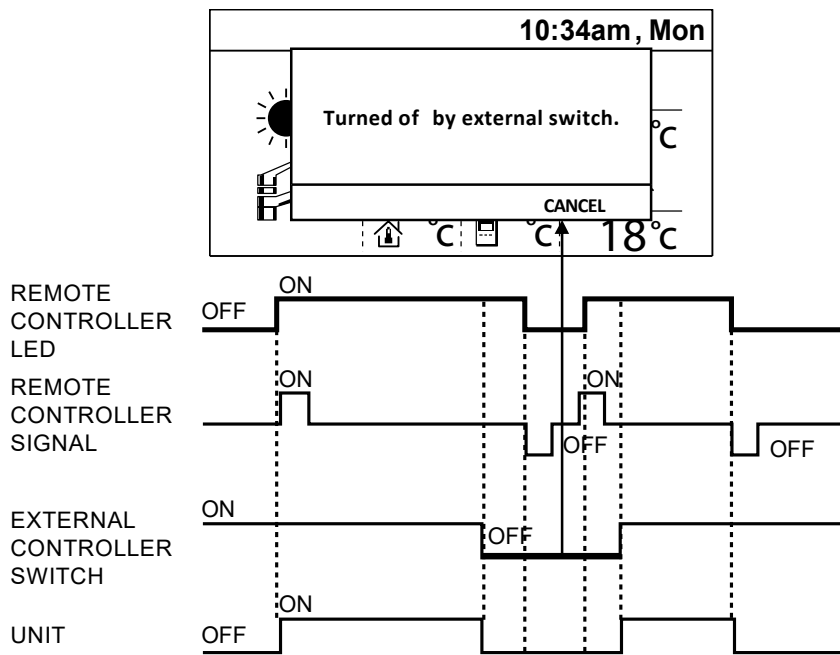 10:34am, Mon
Turned of by external switch.
°C
CANCEL
°C °C 18°C
REMOTE
CONTROLLER
LED
OFF
ON
REMOTE
CONTROLLER
SIGNAL
ON
OFF
ON
OFF
EXTERNAL
CONTROLLER
SWITCH
ON
OFF
UNIT
OFF
ON